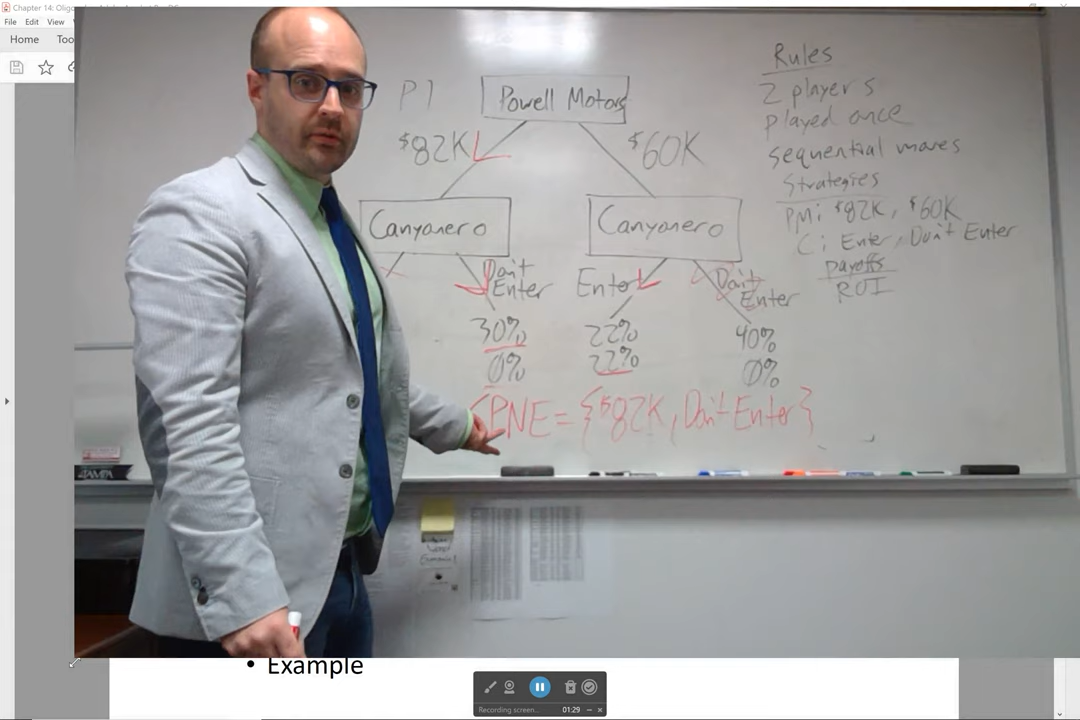 Chapter 14: Oligo
File Edit View
Home Too
P1
Powell Motors
$82K
$60K
Canyonero
Canyonero
Don't
Enter
Enter
Don't
Enter
30%
0%
22%
22%
40%
0%
PNE = {$82K, Don't Enter}
Rules
2 players
played once
sequential moves
Strategies
PM: $82K, $60K
C: Enter, Don't Enter
payoffs
ROI
• Example
Recording screen...
01:29